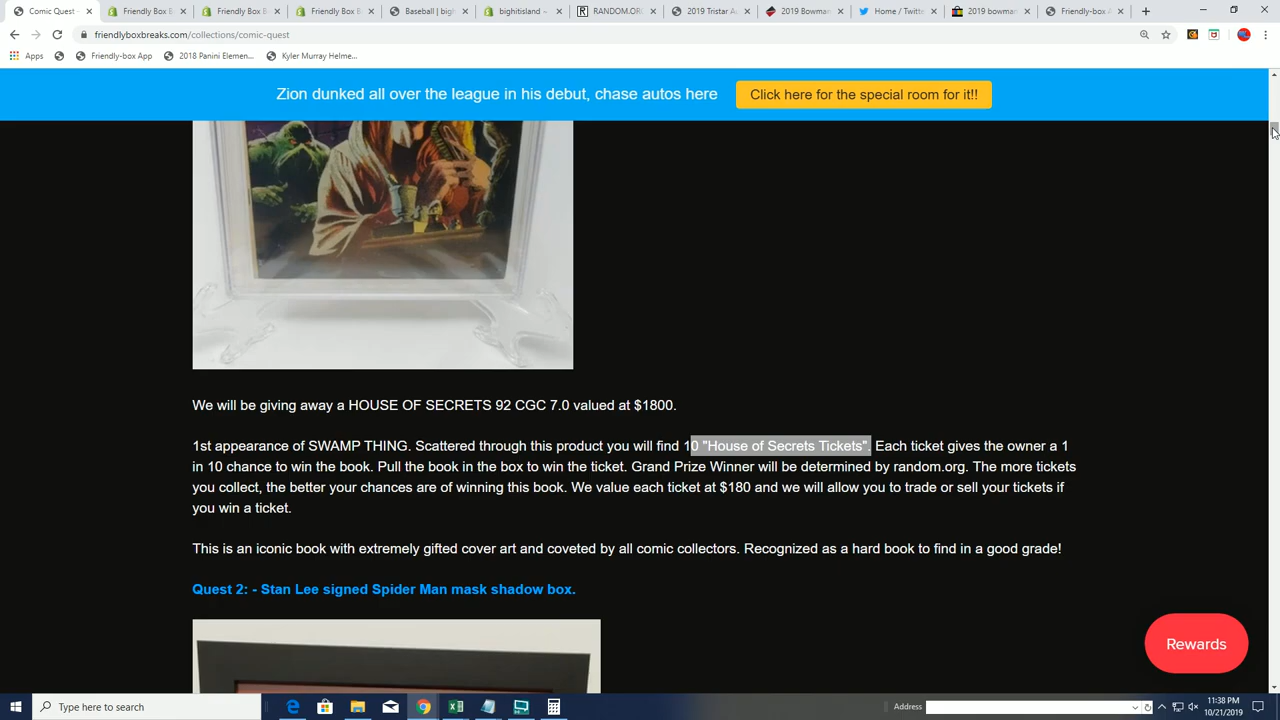 Comic Quest
Friendly Box B
Friendly Box B
Friendly Box B
Baseball | bigh
bighitisland ~
RANDOM.OR
2019 Tristar A
2019 Bowman
Home / Twitte
2019 bowman
Friendly-box A
friendlyboxbreaks.com/collections/comic-quest
Apps
Friendly-box App
2018 Panini Elemen...
Kyler Murray Helme...
Zion dunked all over the league in his debut, chase autos here
Click here for the special room for it!!
We will be giving away a HOUSE OF SECRETS 92 CGC 7.0 valued at $1800.
1st appearance of SWAMP THING. Scattered through this product you will find 10 "House of Secrets Tickets". Each ticket gives the owner a 1
in 10 chance to win the book. Pull the book in the box to win the ticket. Grand Prize Winner will be determined by random.org. The more tickets
you collect, the better your chances are of winning this book. We value each ticket at $180 and we will allow you to trade or sell your tickets if
you win a ticket.
This is an iconic book with extremely gifted cover art and coveted by all comic collectors. Recognized as a hard book to find in a good grade!
Quest 2: - Stan Lee signed Spider Man mask shadow box.
Rewards
Type here to search
Address
11:38 PM
10/21/2019